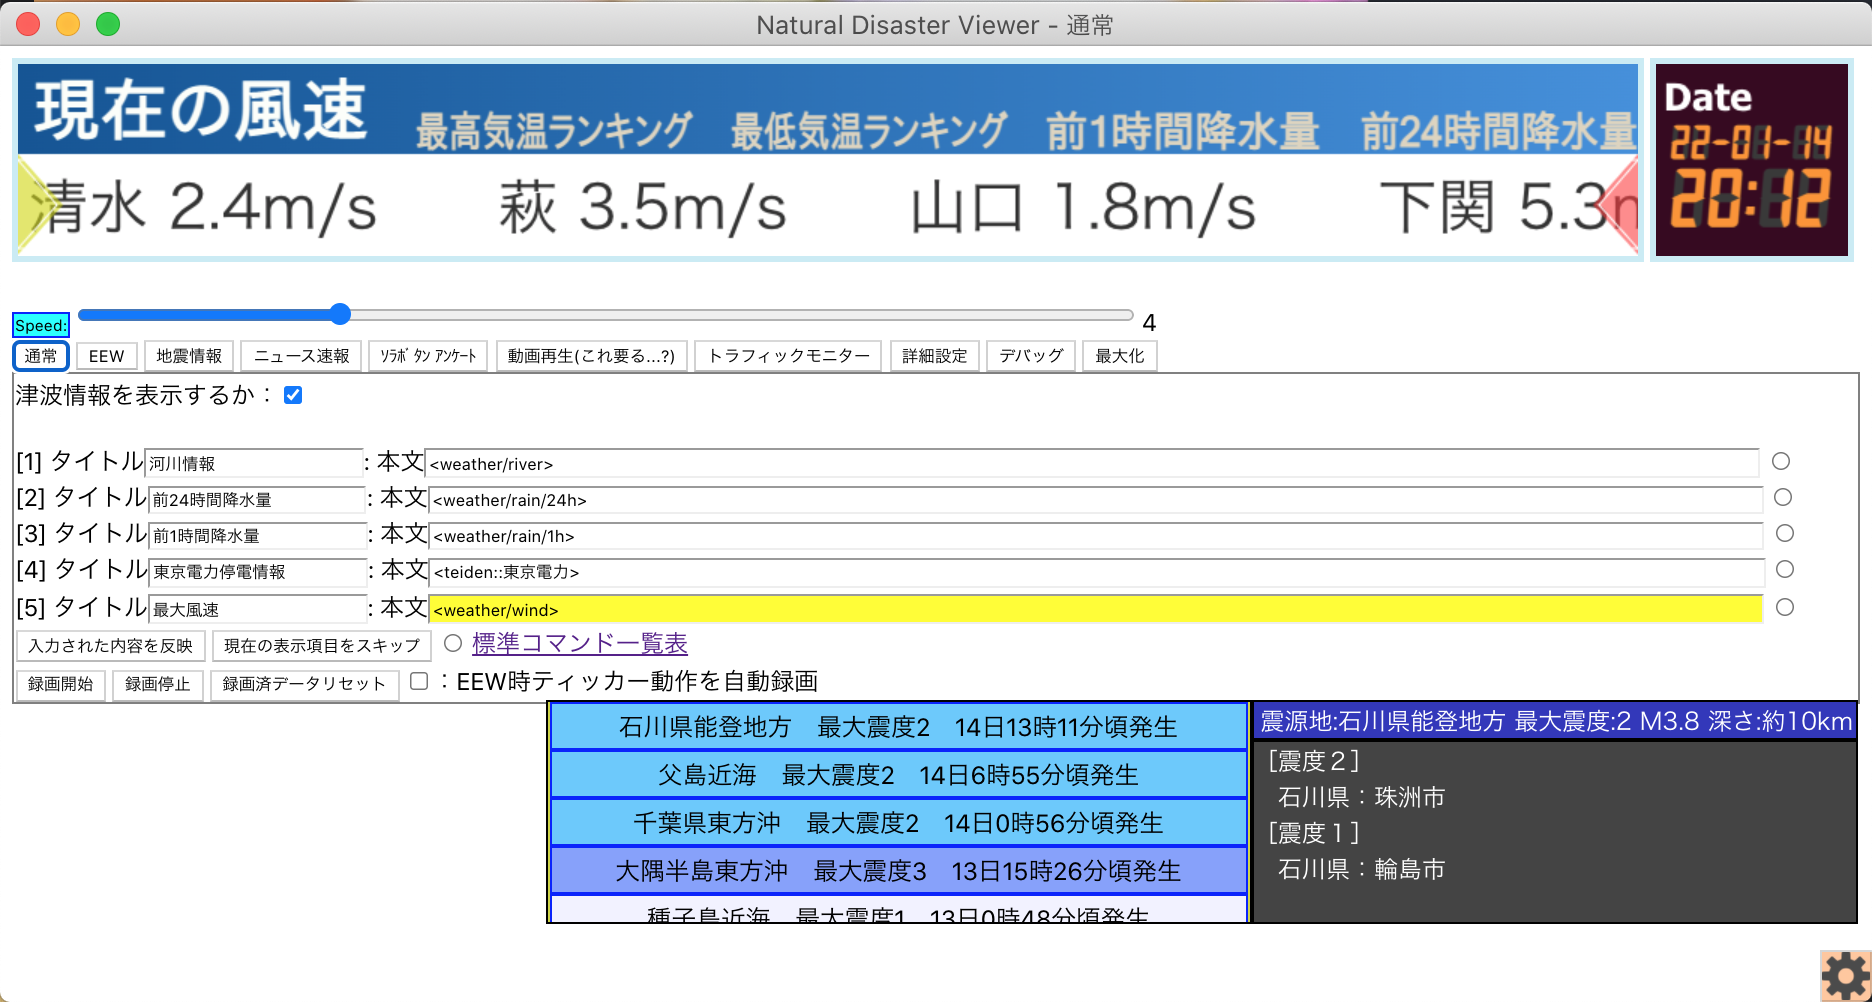 Natural Disaster Viewer - 通常
現在の風速 最高気温ランキング 最低気温ランキング 前1時間降水量 前24時間降水量
清水 2.4m/s 萩 3.5m/s 山口 1.8m/s 下関 5.3m
Date
22-01-14
20:12
Speed: 4
通常 EEW 地震情報 ニュース速報 ｿﾗﾎﾞﾀﾝ ｱﾝｹｰﾄ 動画再生(これ要る...?) トラフィックモニター 詳細設定 デバッグ 最大化
津波情報を表示するか：
[1] タイトル 河川情報 : 本文 <weather/river>
[2] タイトル 前24時間降水量 : 本文 <weather/rain/24h>
[3] タイトル 前1時間降水量 : 本文 <weather/rain/1h>
[4] タイトル 東京電力停電情報 : 本文 <teiden::東京電力>
[5] タイトル 最大風速 : 本文 <weather/wind>
入力された内容を反映 現在の表示項目をスキップ 標準コマンド一覧表
録画開始 録画停止 録画済データリセット ：EEW時ティッカー動作を自動録画
石川県能登地方 最大震度2 14日13時11分頃発生
父島近海 最大震度2 14日6時55分頃発生
千葉県東方沖 最大震度2 14日0時56分頃発生
大隅半島東方沖 最大震度3 13日15時26分頃発生
種子島近海 最大震度1 13日0時48分頃発生
震源地:石川県能登地方 最大震度:2 M3.8 深さ:約10km
［震度２］
石川県：珠洲市
［震度１］
石川県：輪島市